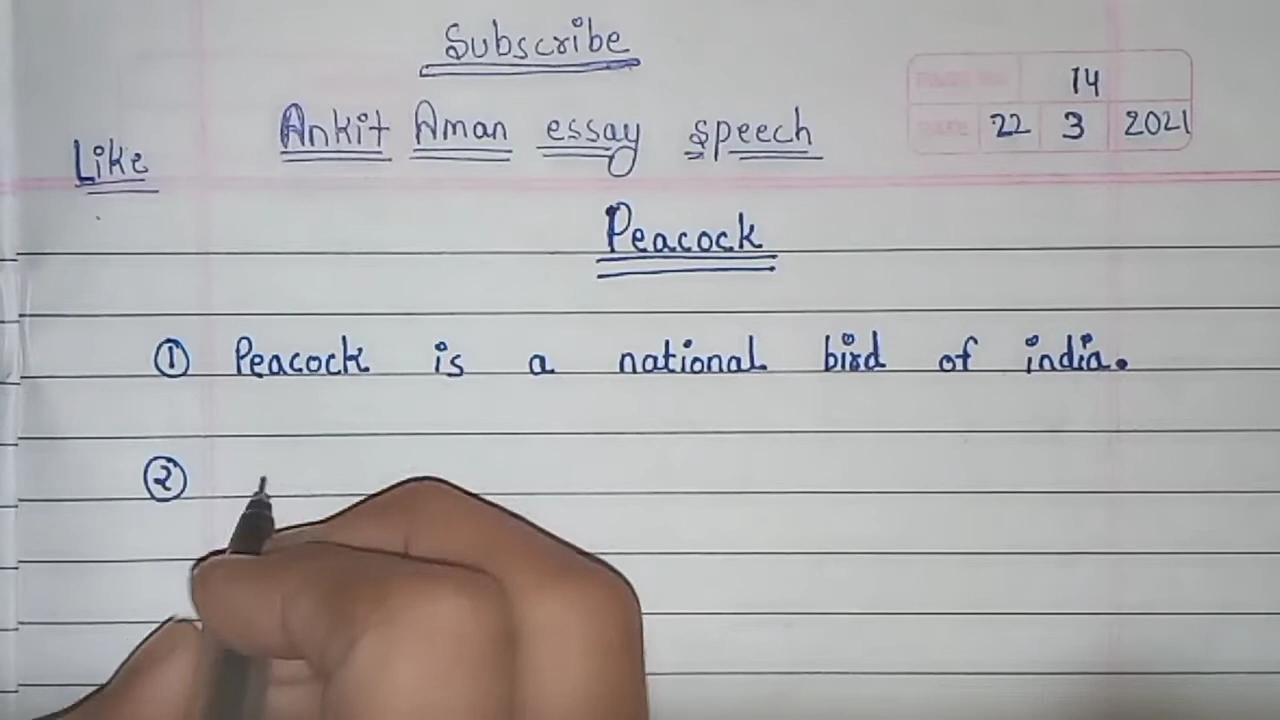 Subscribe
14
Ankit Aman essay speech
22 3 2021
Like
Peacock
① Peacock is a national bird of india.
②